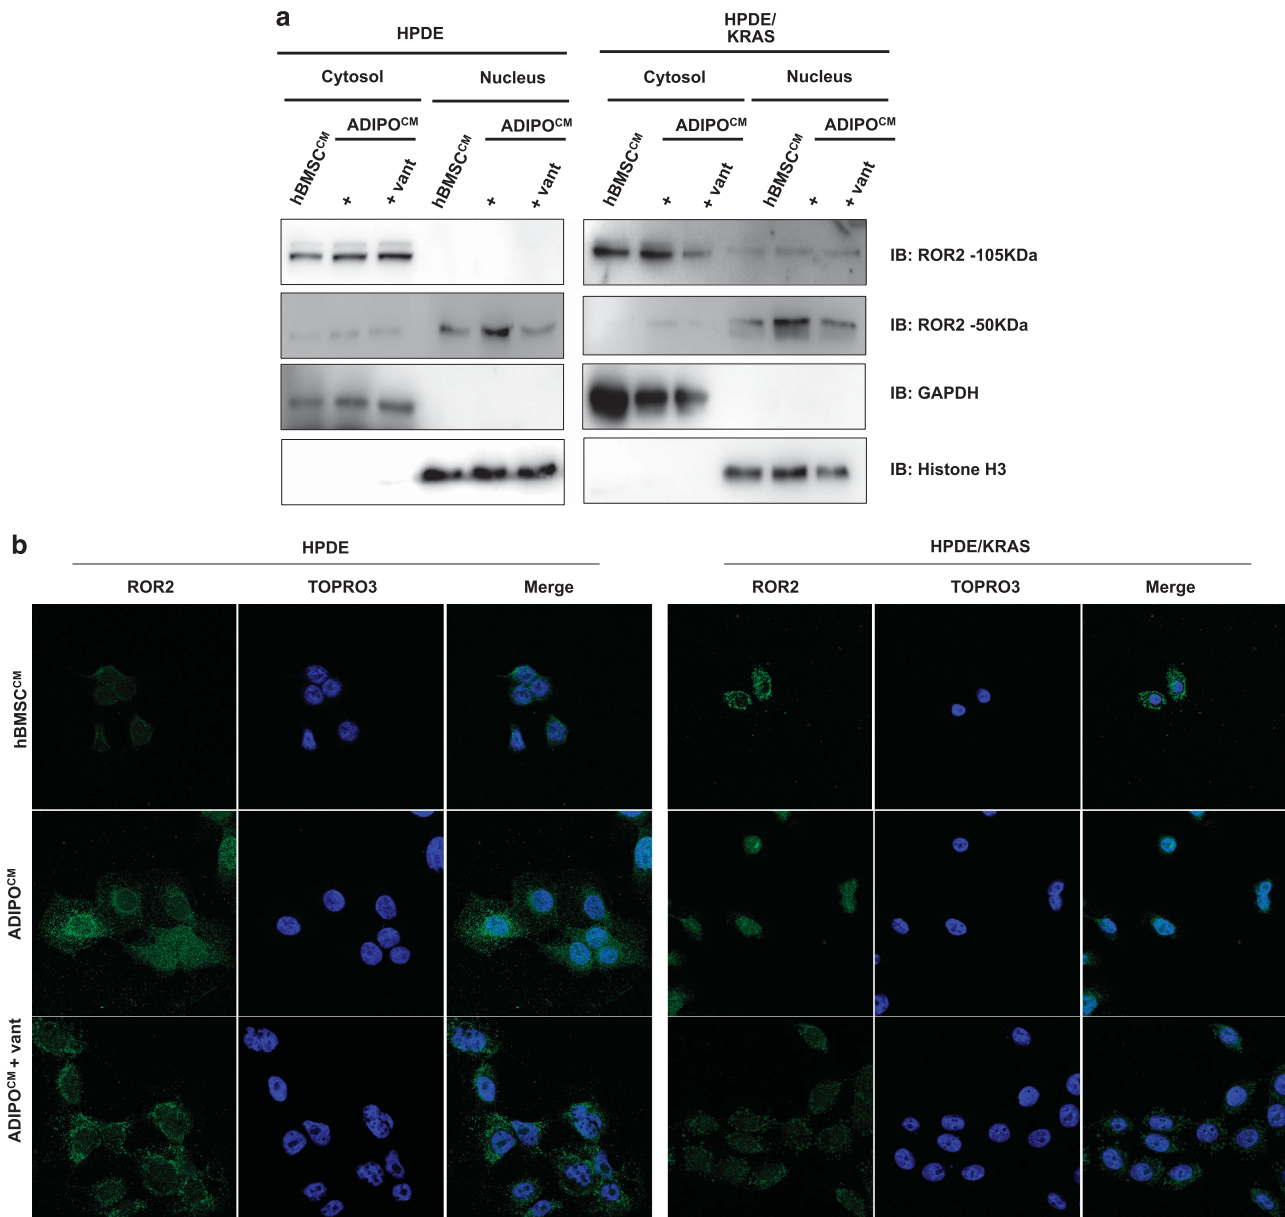 a
HPDE
HPDE/
KRAS
Cytosol
Nucleus
Cytosol
Nucleus
ADIPOCM
ADIPOCM
ADIPOCM
ADIPOCM
hBMSCCM
+
+ vant
hBMSCCM
+
+ vant
hBMSCCM
+
+ vant
hBMSCCM
+
+ vant
IB: ROR2 -105KDa
IB: ROR2 -50KDa
IB: GAPDH
IB: Histone H3
b
HPDE
HPDE/KRAS
ROR2
TOPRO3
Merge
ROR2
TOPRO3
Merge
hBMSCCM
ADIPOCM
ADIPOCM + vant